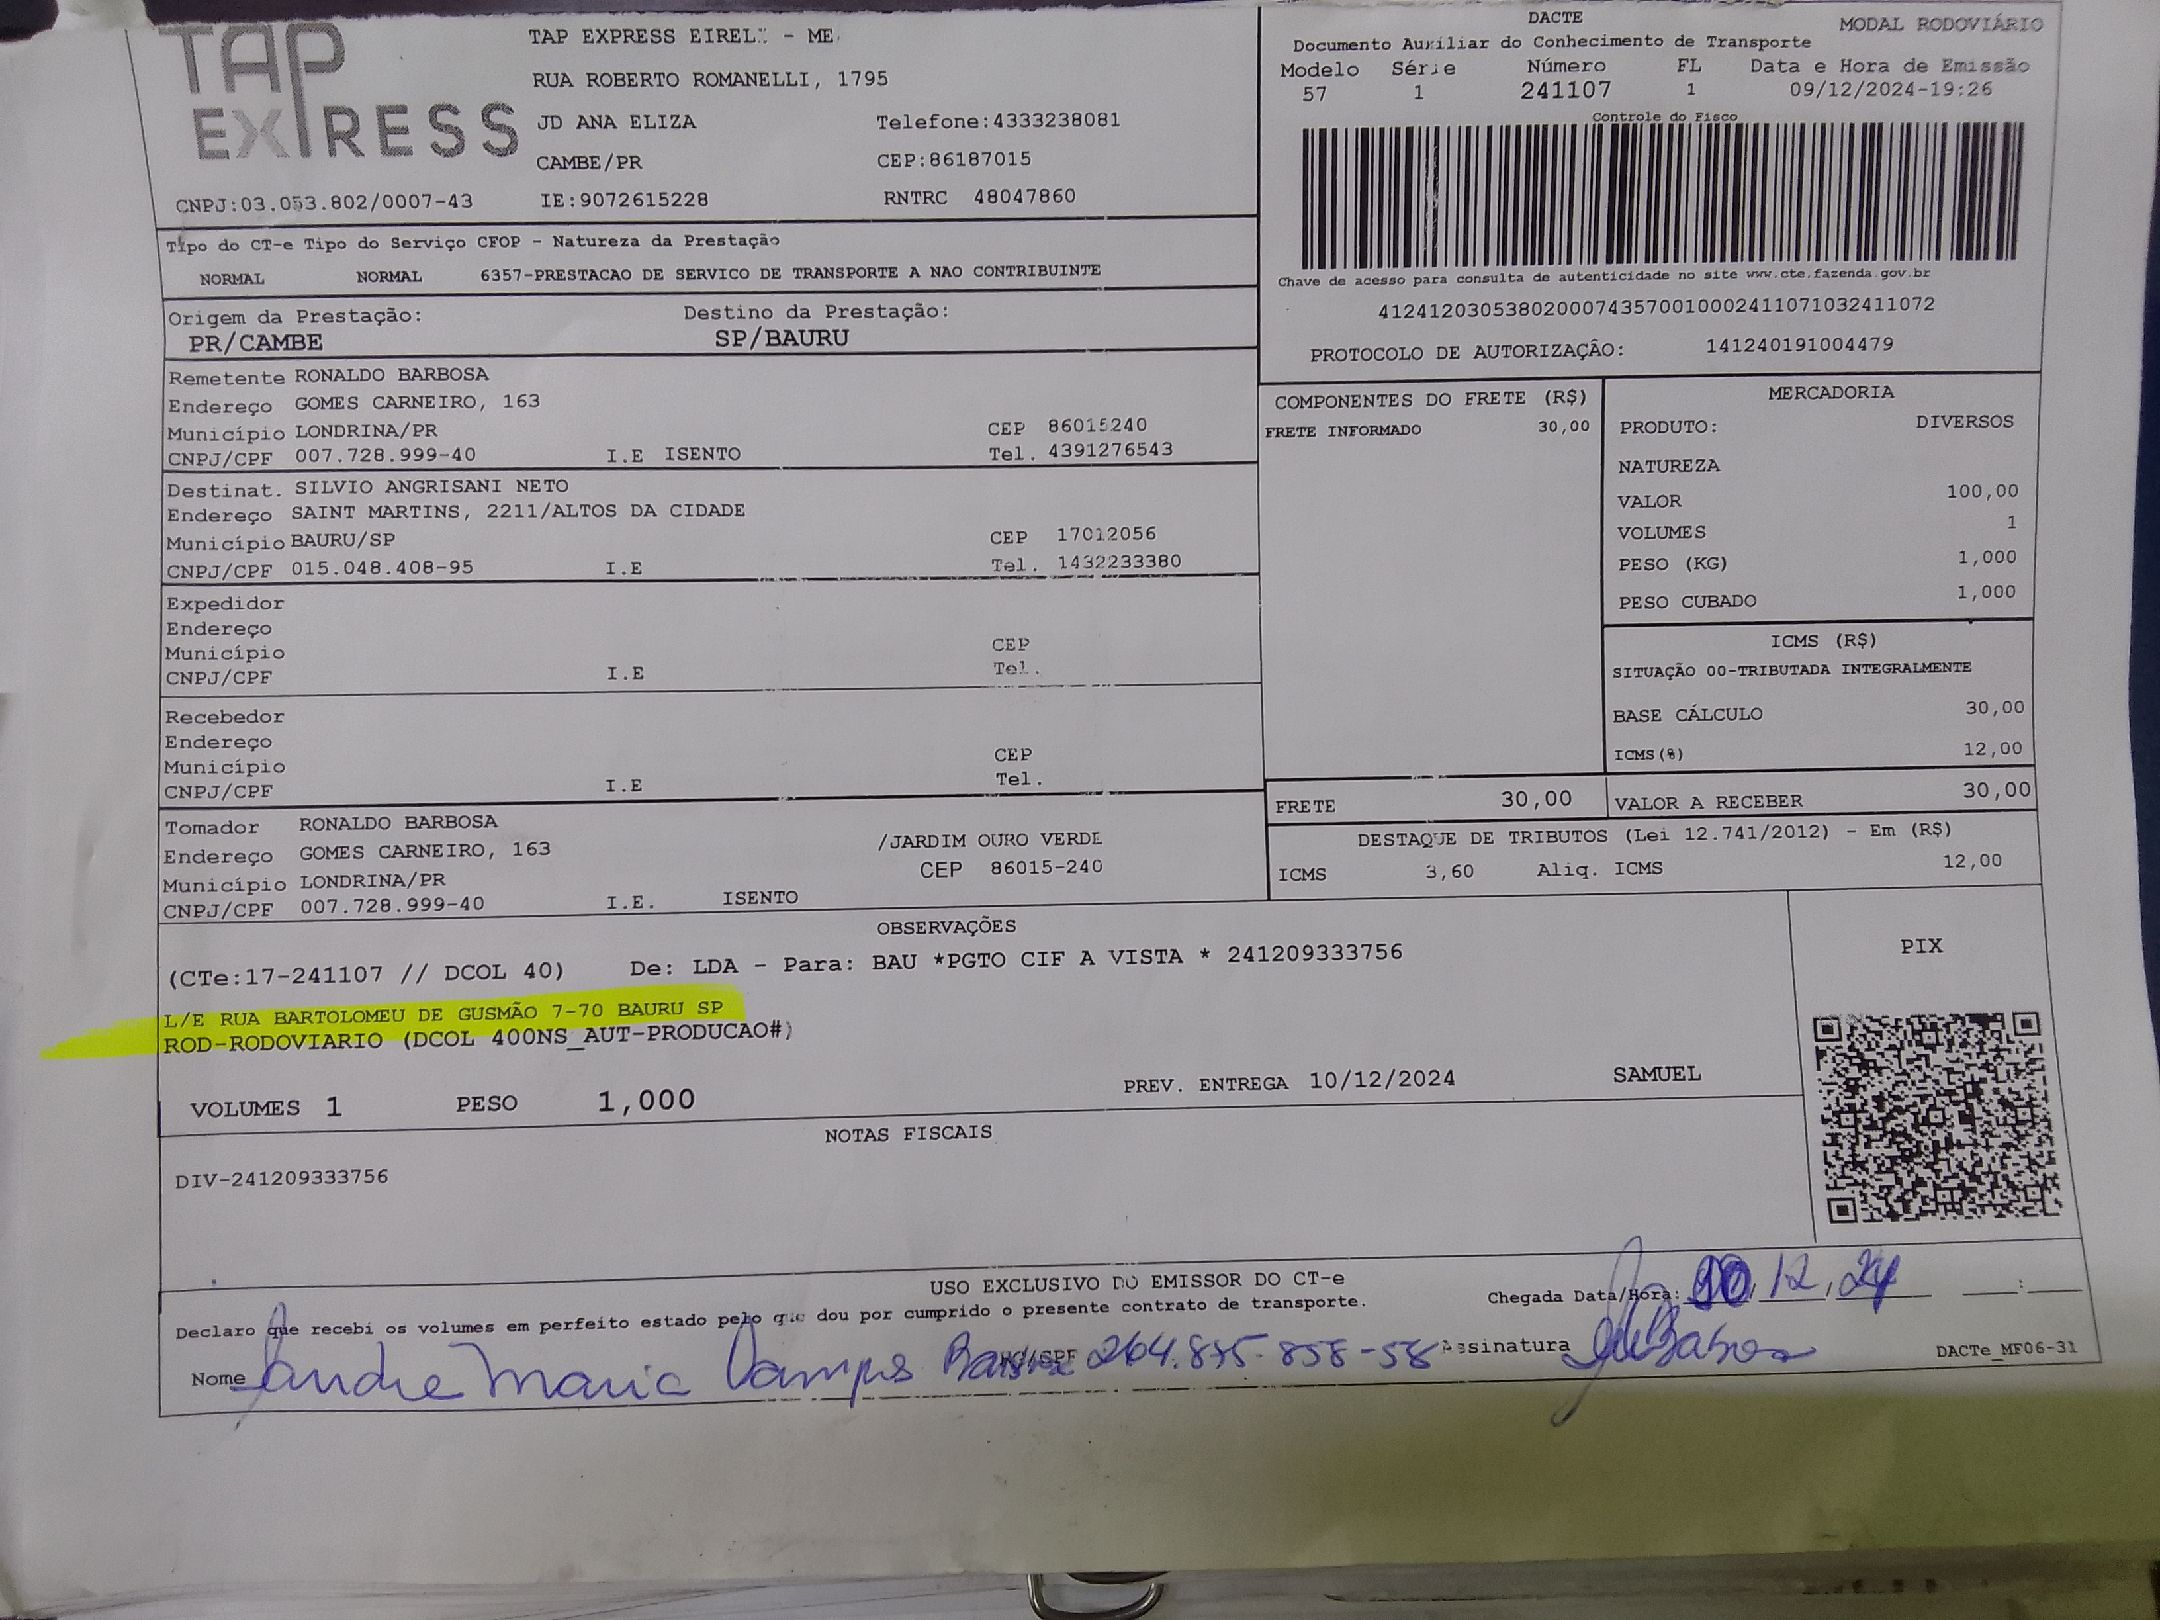 TAP EXPRESS
TAP EXPRESS EIRELI - ME
RUA ROBERTO ROMANELLI, 1795
JD ANA ELIZA Telefone:4333238081
CAMBE/PR CEP:86187015
CNPJ:03.053.802/0007-43 IE:9072615228 RNTRC 48047860
DACTE MODAL RODOVIÁRIO
Documento Auxiliar do Conhecimento de Transporte
Modelo Série Número FL Data e Hora de Emissão
57 1 241107 1 09/12/2024-19:26
Controle do Fisco
Chave de acesso para consulta de autenticidade no site www.cte.fazenda.gov.br
41241203053802000743570010002411071032411072
PROTOCOLO DE AUTORIZAÇÃO: 141240191004479
Tipo do CT-e Tipo do Serviço CFOP - Natureza da Prestação
NORMAL NORMAL 6357-PRESTACAO DE SERVICO DE TRANSPORTE A NAO CONTRIBUINTE
Origem da Prestação: Destino da Prestação:
PR/CAMBE SP/BAURU
Remetente RONALDO BARBOSA
Endereço GOMES CARNEIRO, 163
Município LONDRINA/PR CEP 86015240
CNPJ/CPF 007.728.999-40 I.E ISENTO Tel. 4391276543
Destinat. SILVIO ANGRISANI NETO
Endereço SAINT MARTINS, 2211/ALTOS DA CIDADE
Município BAURU/SP CEP 17012056
CNPJ/CPF 015.048.408-95 I.E Tel. 1432233380
Expedidor
Endereço
Município CEP
CNPJ/CPF I.E Tel.
Recebedor
Endereço
Município CEP
CNPJ/CPF I.E Tel.
Tomador RONALDO BARBOSA
Endereço GOMES CARNEIRO, 163 /JARDIM OURO VERDE
Município LONDRINA/PR CEP 86015-240
CNPJ/CPF 007.728.999-40 I.E. ISENTO
COMPONENTES DO FRETE (R$)
FRETE INFORMADO 30,00
MERCADORIA
PRODUTO: DIVERSOS
NATUREZA
VALOR 100,00
VOLUMES 1
PESO (KG) 1,000
PESO CUBADO 1,000
ICMS (R$)
SITUAÇÃO 00-TRIBUTADA INTEGRALMENTE
BASE CÁLCULO 30,00
ICMS(%) 12,00
FRETE 30,00 VALOR A RECEBER 30,00
DESTAQUE DE TRIBUTOS (Lei 12.741/2012) - Em (R$)
ICMS 3,60 Aliq. ICMS 12,00
OBSERVAÇÕES
(CTe:17-241107 // DCOL 40) De: LDA - Para: BAU *PGTO CIF A VISTA * 241209333756
L/E RUA BARTOLOMEU DE GUSMÃO 7-70 BAURU SP
ROD-RODOVIARIO (DCOL 400NS_AUT-PRODUCAO#)
PREV. ENTREGA 10/12/2024 SAMUEL
VOLUMES 1 PESO 1,000
PIX
NOTAS FISCAIS
DIV-241209333756
USO EXCLUSIVO DO EMISSOR DO CT-e
Declaro que recebi os volumes em perfeito estado pelo que dou por cumprido o presente contrato de transporte.
Chegada Data/Hora: 10, 12, 24 :
Nome Maria Campos RG/CPF 264.835-858-58 Assinatura
DACTe_MF06-31